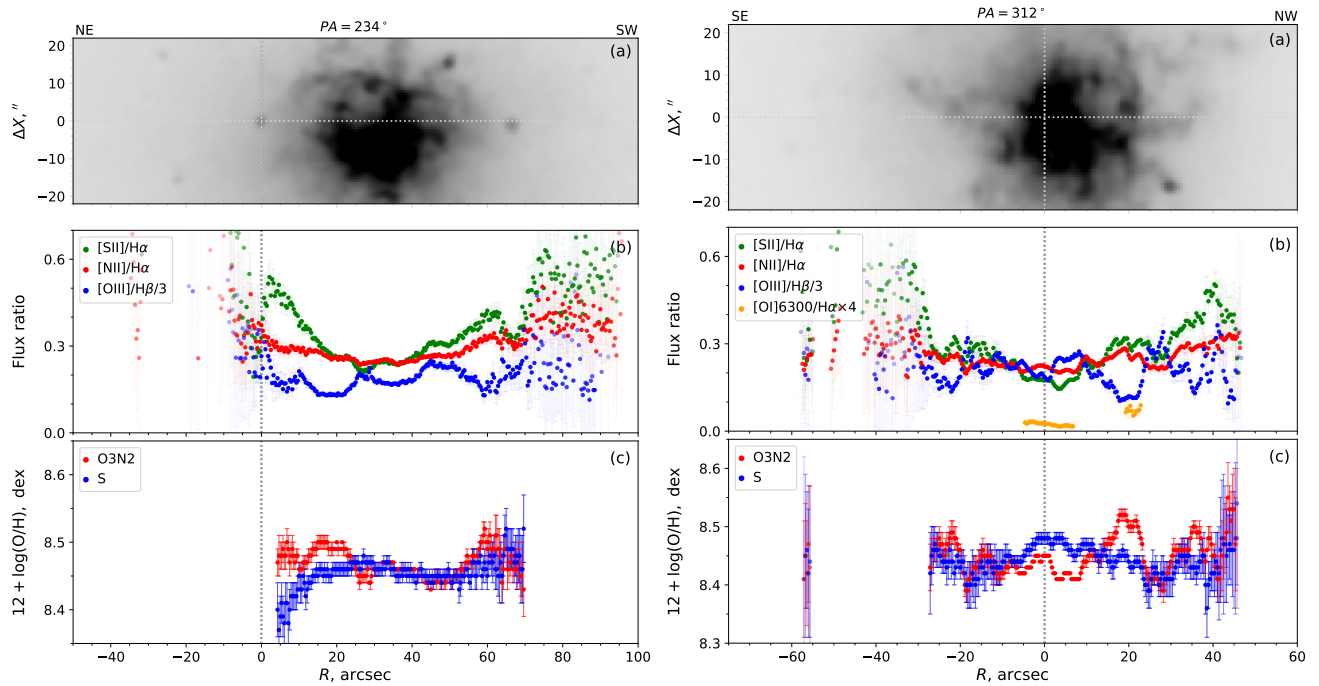 NE PA = 234° SW
(a)
20
10
0
−10
−20
ΔX, ″
(b)
[SII]/Hα
[NII]/Hα
[OIII]/Hβ/3
0.6
0.3
0.0
Flux ratio
(c)
O3N2
S
8.6
8.5
8.4
12 + log(O/H), dex
−40 −20 0 20 40 60 80 100
R, arcsec
SE PA = 312° NW
(a)
20
10
0
−10
−20
ΔX, ″
(b)
[SII]/Hα
[NII]/Hα
[OIII]/Hβ/3
[OI]6300/Hα×4
0.6
0.3
0.0
Flux ratio
(c)
O3N2
S
8.6
8.5
8.4
8.3
12 + log(O/H), dex
−60 −40 −20 0 20 40 60
R, arcsec